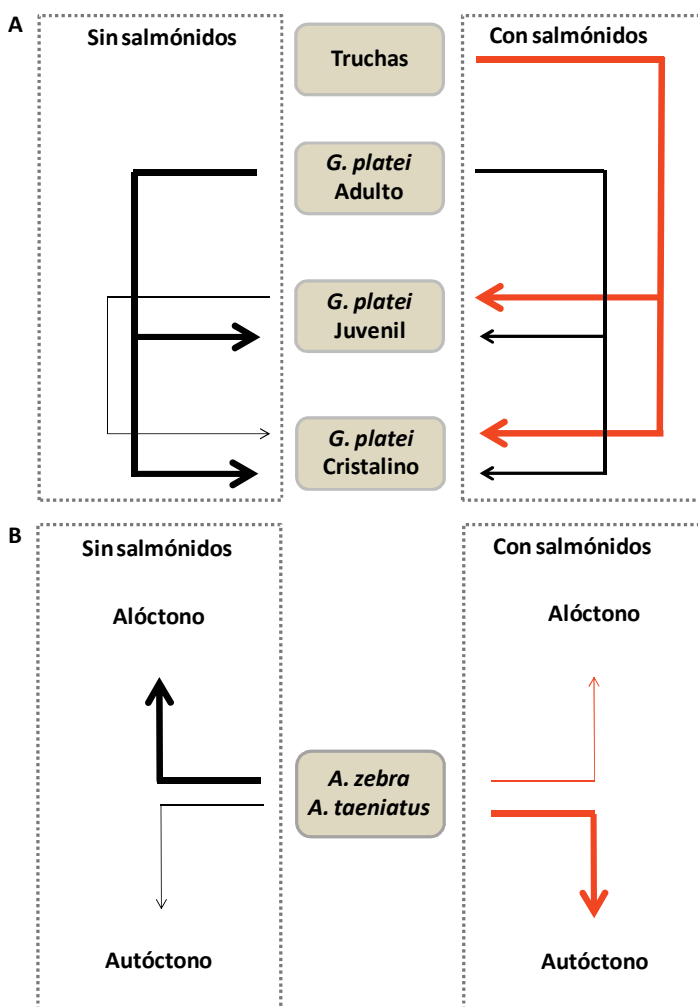 A
Sin salmónidos
Con salmónidos
Truchas
G. platei
Adulto
G. platei
Juvenil
G. platei
Cristalino
B
Sin salmónidos
Con salmónidos
Alóctono
Alóctono
A. zebra
A. taeniatus
Autóctono
Autóctono